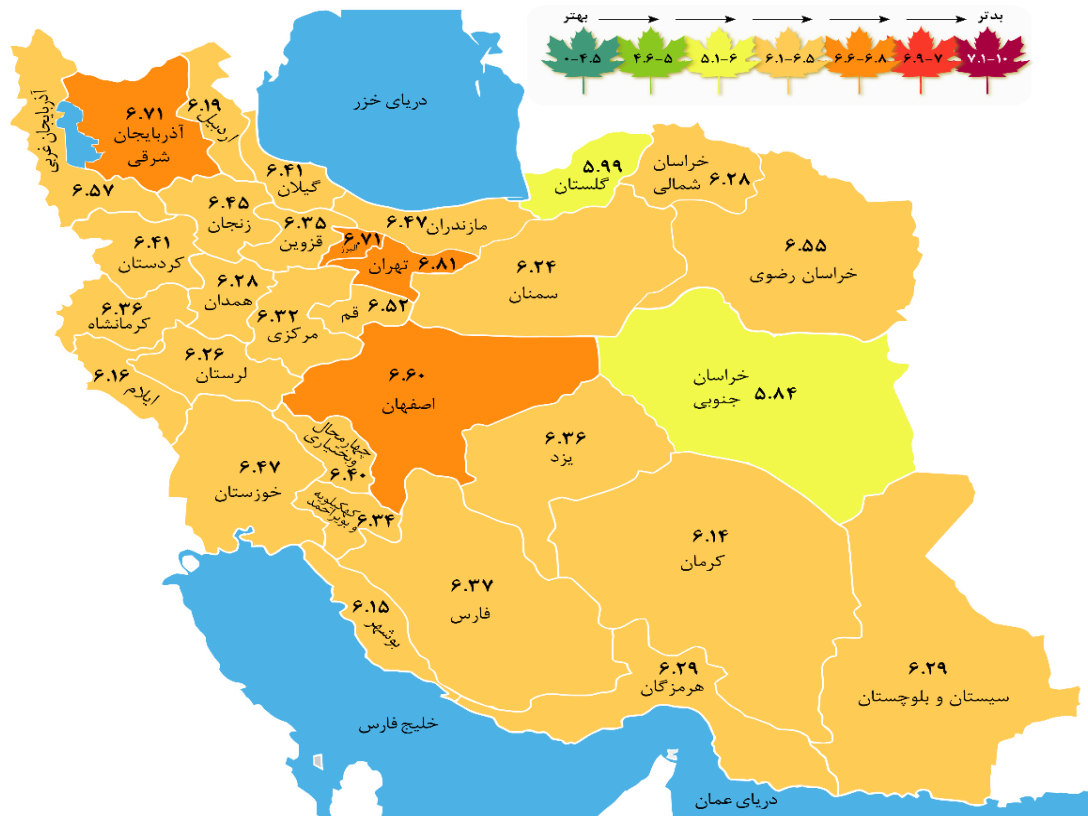 بهتر
بدتر
۰-۴.۵
۴.۶-۵
۵.۱-۶
۶.۱-۶.۵
۶.۶-۶.۸
۶.۹-۷
۷.۱-۱۰
دریای خزر
آذربایجان غربی
۶.۵۷
۶.۷۱
آذربایجان
شرقی
۶.۱۹
اردبیل
۶.۴۱
گیلان
۵.۹۹
گلستان
خراسان
شمالی
۶.۲۸
۶.۴۵
زنجان
۶.۳۵
قزوین
۶.۴۷
مازندران
۶.۷۱
البرز
تهران ۶.۸۱
۶.۲۴
سمنان
۶.۵۵
خراسان رضوی
۶.۴۱
کردستان
۶.۲۸
همدان
۶.۳۲
مرکزی
قم ۶.۵۲
۶.۳۶
کرمانشاه
۶.۲۶
لرستان
۶.۱۶
ایلام
۶.۶۰
اصفهان
خراسان
جنوبی
۵.۸۴
چهارمحال
وبختیاری
۶.۴۰
۶.۳۶
یزد
۶.۴۷
خوزستان
کهکیلویه
و بویراحمد
۶.۳۴
۶.۱۴
کرمان
۶.۳۷
فارس
۶.۱۵
بوشهر
۶.۲۹
هرمزگان
۶.۲۹
سیستان و بلوچستان
خلیج فارس
دریای عمان